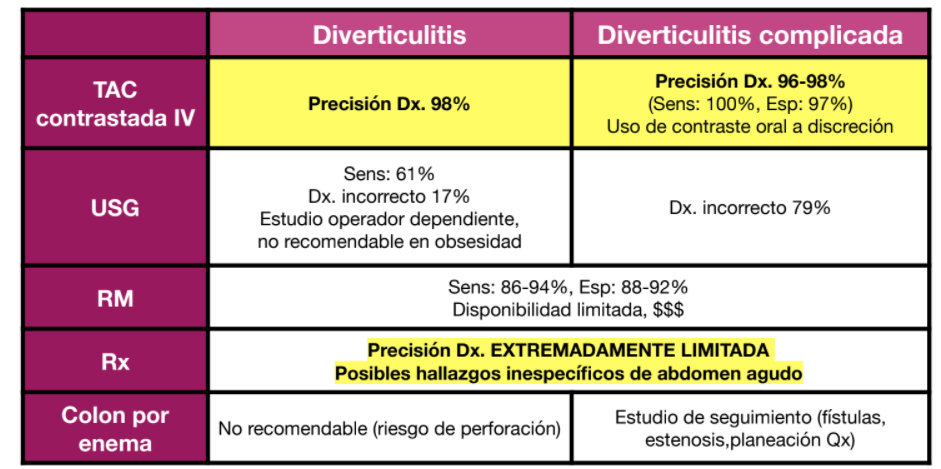 Diverticulitis
Diverticulitis complicada
TAC
contrastada IV
Precisión Dx. 98%
Precisión Dx. 96-98%
(Sens: 100%, Esp: 97%)
Uso de contraste oral a discreción
USG
Sens: 61%
Dx. incorrecto 17%
Estudio operador dependiente,
no recomendable en obsesidad
Dx. incorrecto 79%
RM
Sens: 86-94%, Esp: 88-92%
Disponibilidad limitada, $$$
Rx
Precisión Dx. EXTREMADAMENTE LIMITADA
Posibles hallazgos inespecíficos de abdomen agudo
Colon por
enema
No recomendable (riesgo de perforación)
Estudio de seguimiento (fístulas,
estenosis,planeación Qx)